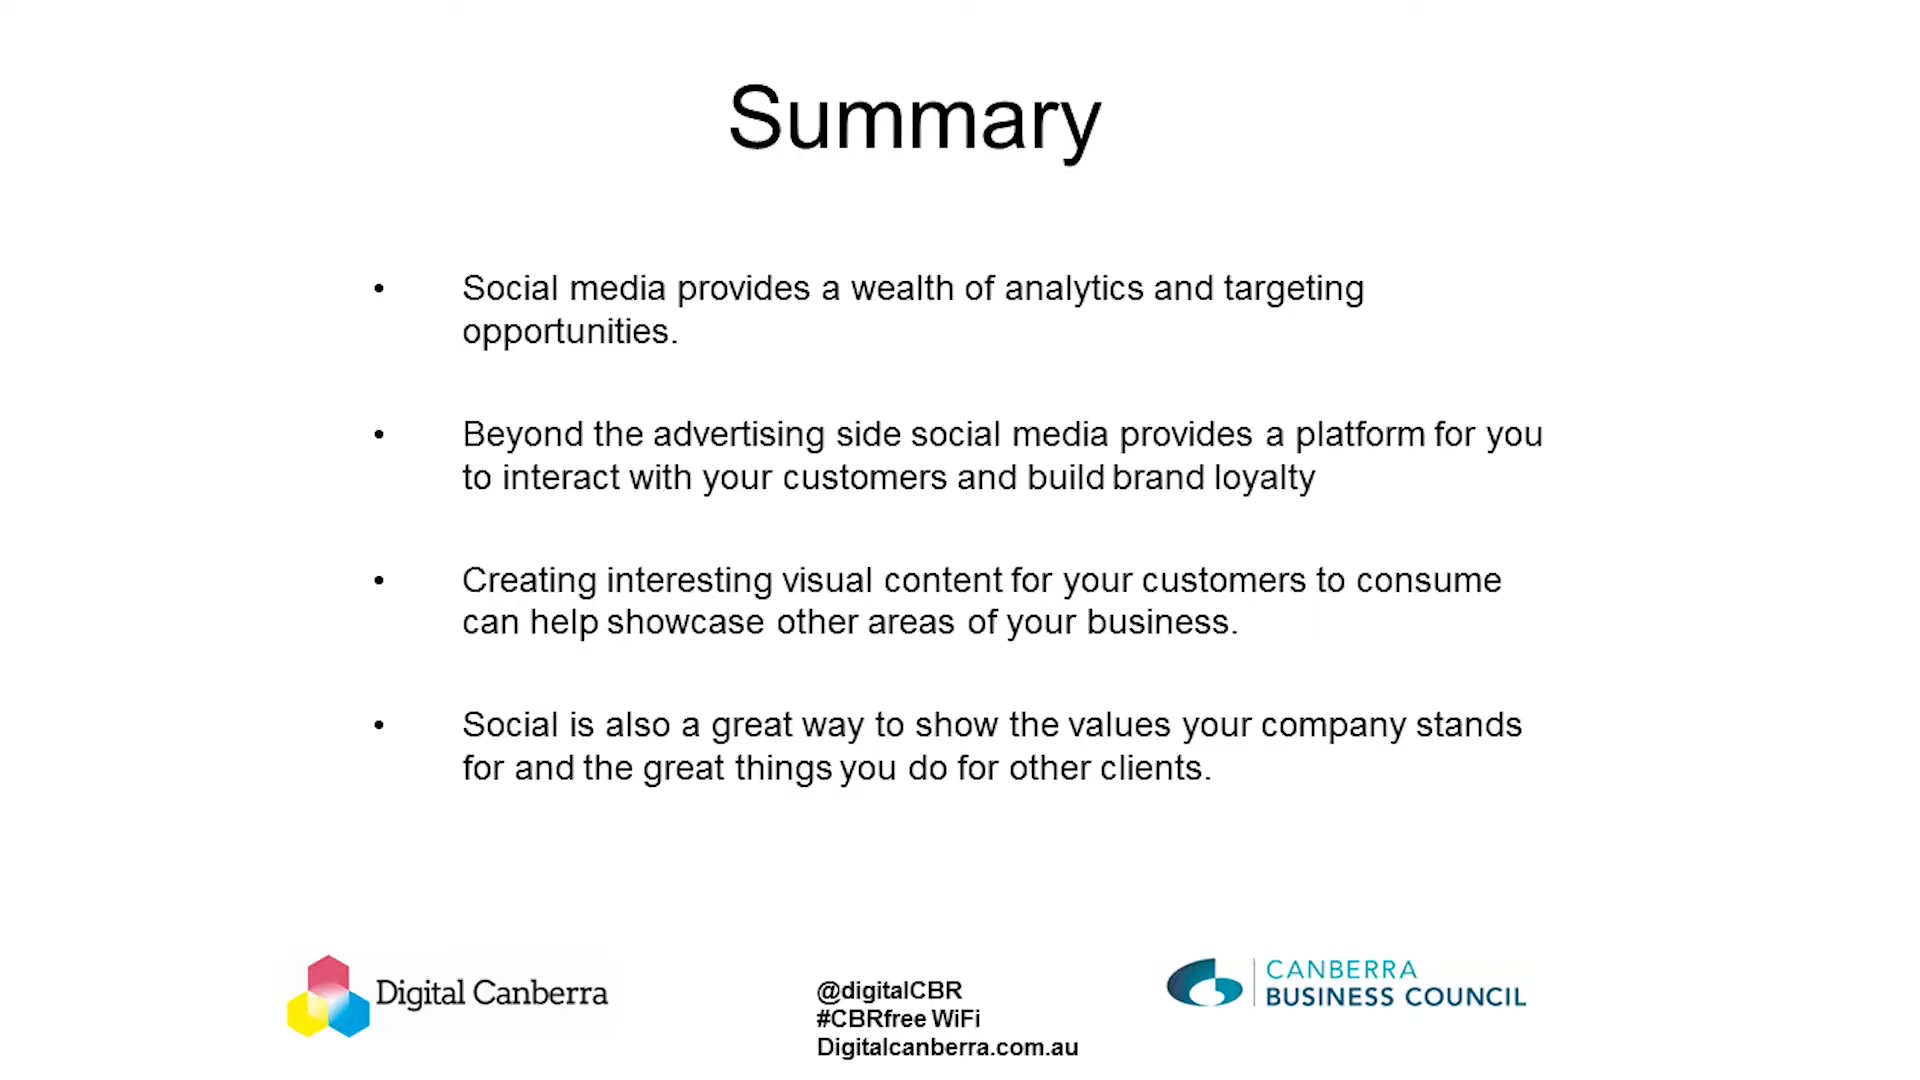 Summary
• Social media provides a wealth of analytics and targeting
opportunities.
• Beyond the advertising side social media provides a platform for you
to interact with your customers and build brand loyalty
• Creating interesting visual content for your customers to consume
can help showcase other areas of your business.
• Social is also a great way to show the values your company stands
for and the great things you do for other clients.
Digital Canberra
@digitalCBR
#CBRfree WiFi
Digitalcanberra.com.au
CANBERRA
BUSINESS COUNCIL